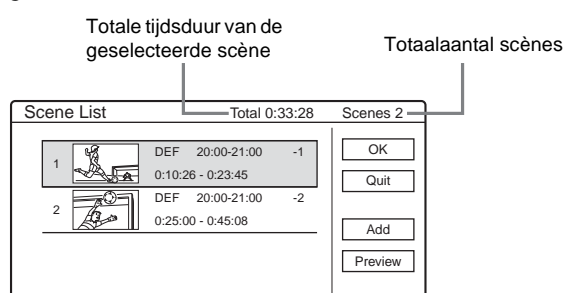 Totale tijdsduur van de
geselecteerde scène
Totaalaantal scènes
Scene List Total 0:33:28 Scenes 2
1 DEF 20:00-21:00 -1
0:10:26 - 0:23:45
2 DEF 20:00-21:00 -2
0:25:00 - 0:45:08
OK
Quit
Add
Preview